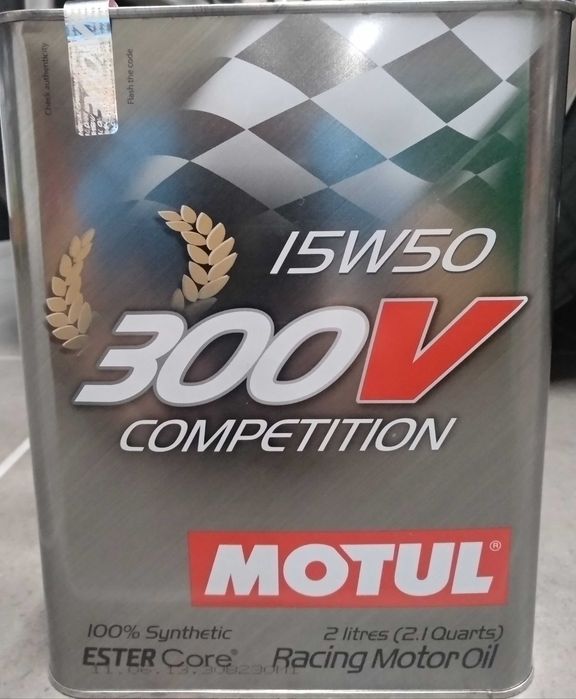 Check authenticity
Flash the code
15W50
300V
COMPETITION
MOTUL®
100% Synthetic
2 litres (2.1 Quarts)
ESTER Core®
Racing Motor Oil